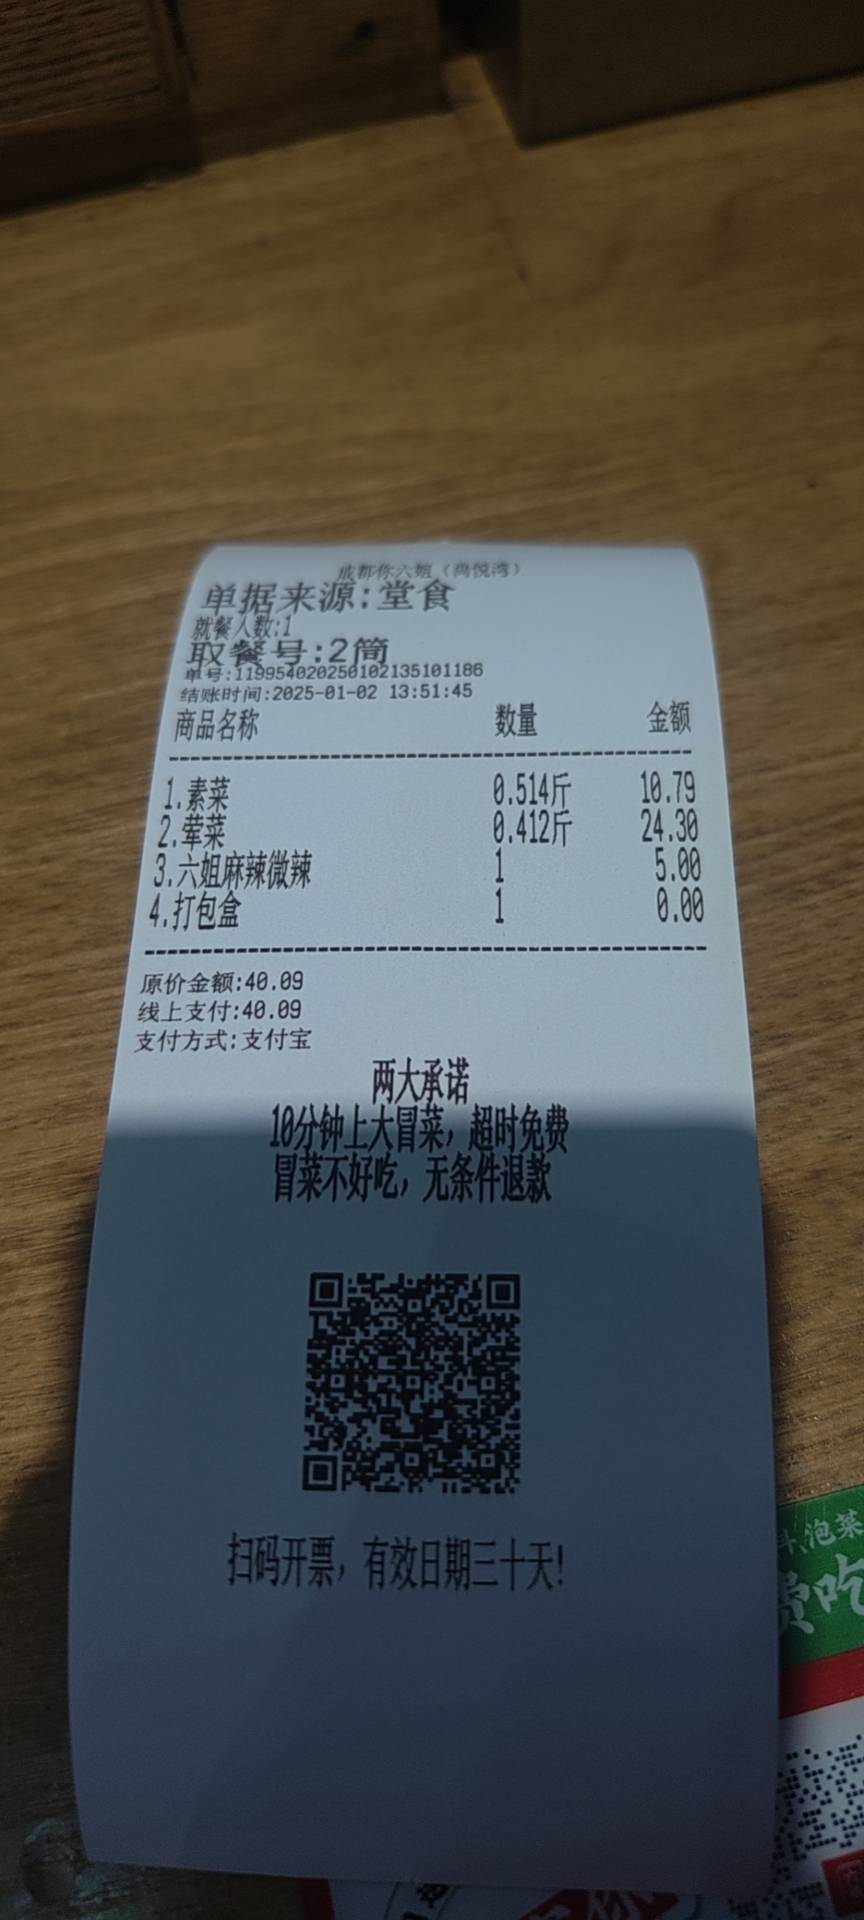 成都你六姐（尚悦湾）
单据来源:堂食
就餐人数:1
取餐号:2筒
单号:119954020250102135101186
结账时间:2025-01-02 13:51:45
商品名称 数量 金额
1.素菜 0.514斤 10.79
2.荤菜 0.412斤 24.30
3.六姐麻辣微辣 1 5.00
4.打包盒 1 0.00
原价金额:40.09
线上支付:40.09
支付方式:支付宝
两大承诺
10分钟上大冒菜，超时免费
冒菜不好吃，无条件退款
扫码开票，有效日期三十天!
泡菜
费吃